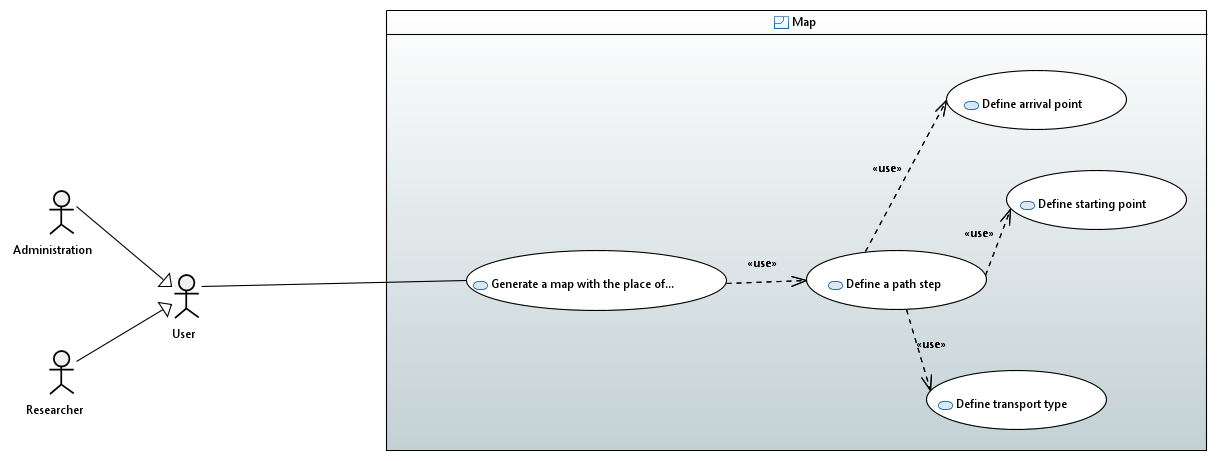 Map
Define arrival point
«use»
Define starting point
«use»
Administration
«use»
Generate a map with the place of...
Define a path step
User
«use»
Researcher
Define transport type